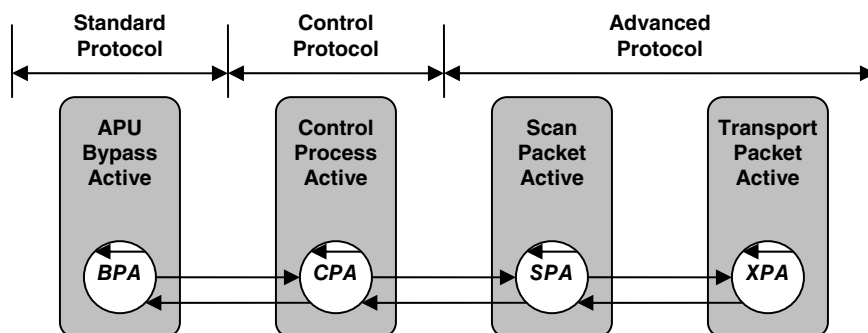 Standard
Protocol
Control
Protocol
Advanced
Protocol
APU
Bypass
Active
Control
Process
Active
Scan
Packet
Active
Transport
Packet
Active
BPA
CPA
SPA
XPA